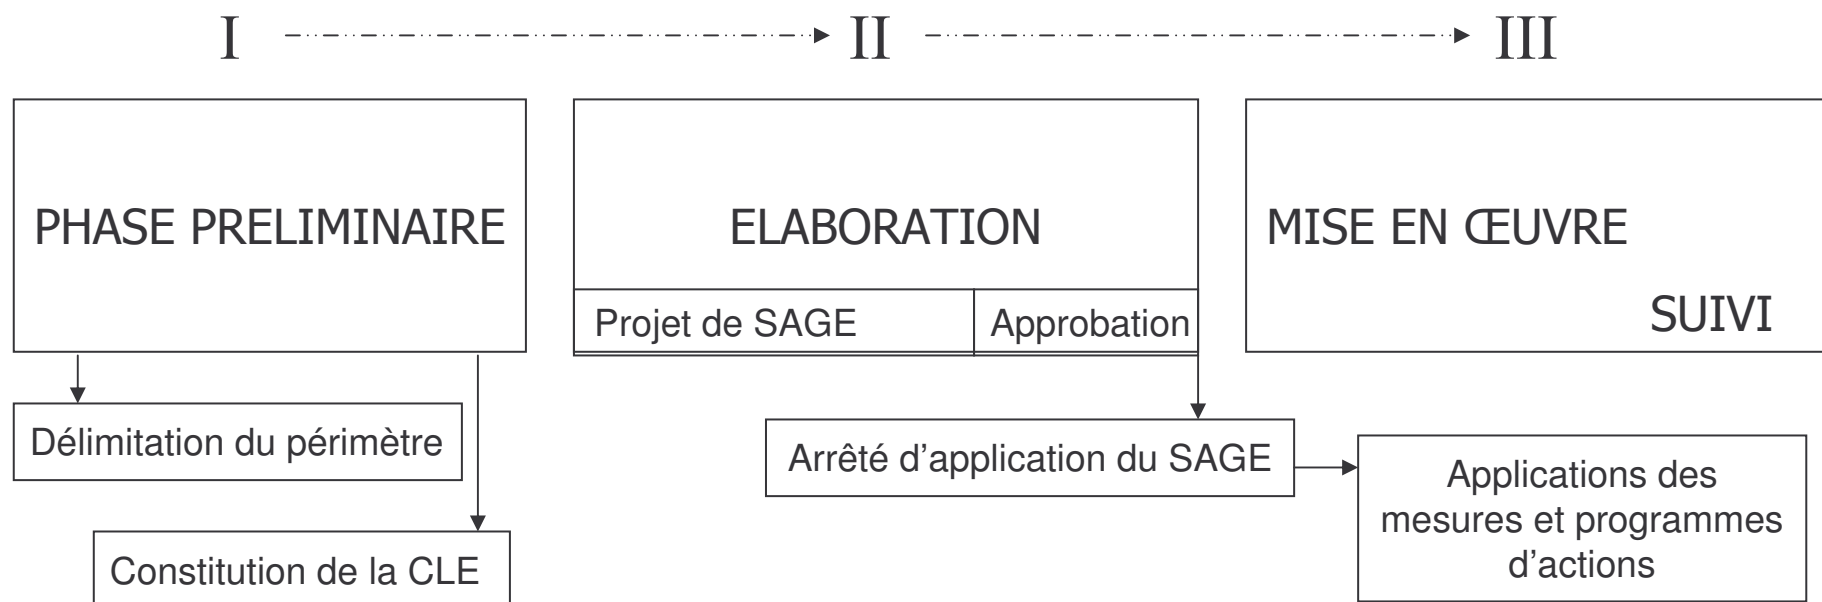 I II III
PHASE PRELIMINAIRE
ELABORATION
MISE EN ŒUVRE
SUIVI
Projet de SAGE
Approbation
Délimitation du périmètre
Constitution de la CLE
Arrêté d’application du SAGE
Applications des
mesures et programmes
d’actions